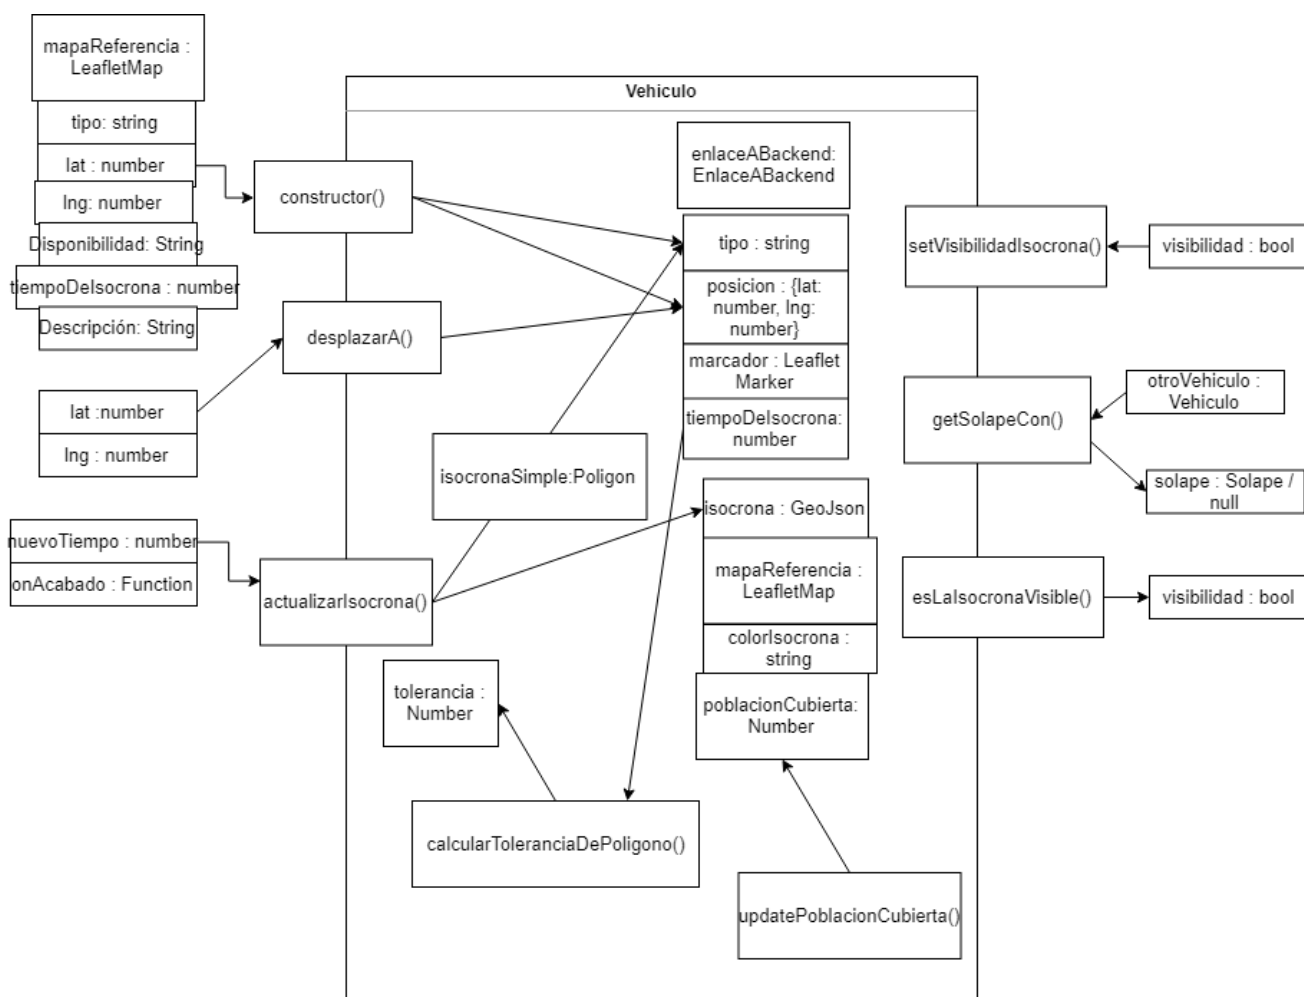 mapaReferencia :
LeafletMap
tipo: string
lat : number
lng: number
Disponibilidad: String
tiempoDeIsocrona : number
Descripción: String
lat :number
lng : number
nuevoTiempo : number
onAcabado : Function
Vehiculo
constructor()
desplazarA()
actualizarIsocrona()
enlaceABackend:
EnlaceABackend
tipo : string
posicion : {lat:
number, lng:
number}
marcador : Leaflet
Marker
tiempoDeIsocrona:
number
isocronaSimple:Poligon
isocrona : GeoJson
mapaReferencia :
LeafletMap
colorIsocrona :
string
poblacionCubierta:
Number
tolerancia :
Number
calcularToleranciaDePoligono()
updatePoblacionCubierta()
setVisibilidadIsocrona()
visibilidad : bool
getSolapeCon()
otroVehiculo :
Vehiculo
solape : Solape /
null
esLaIsocronaVisible()
visibilidad : bool